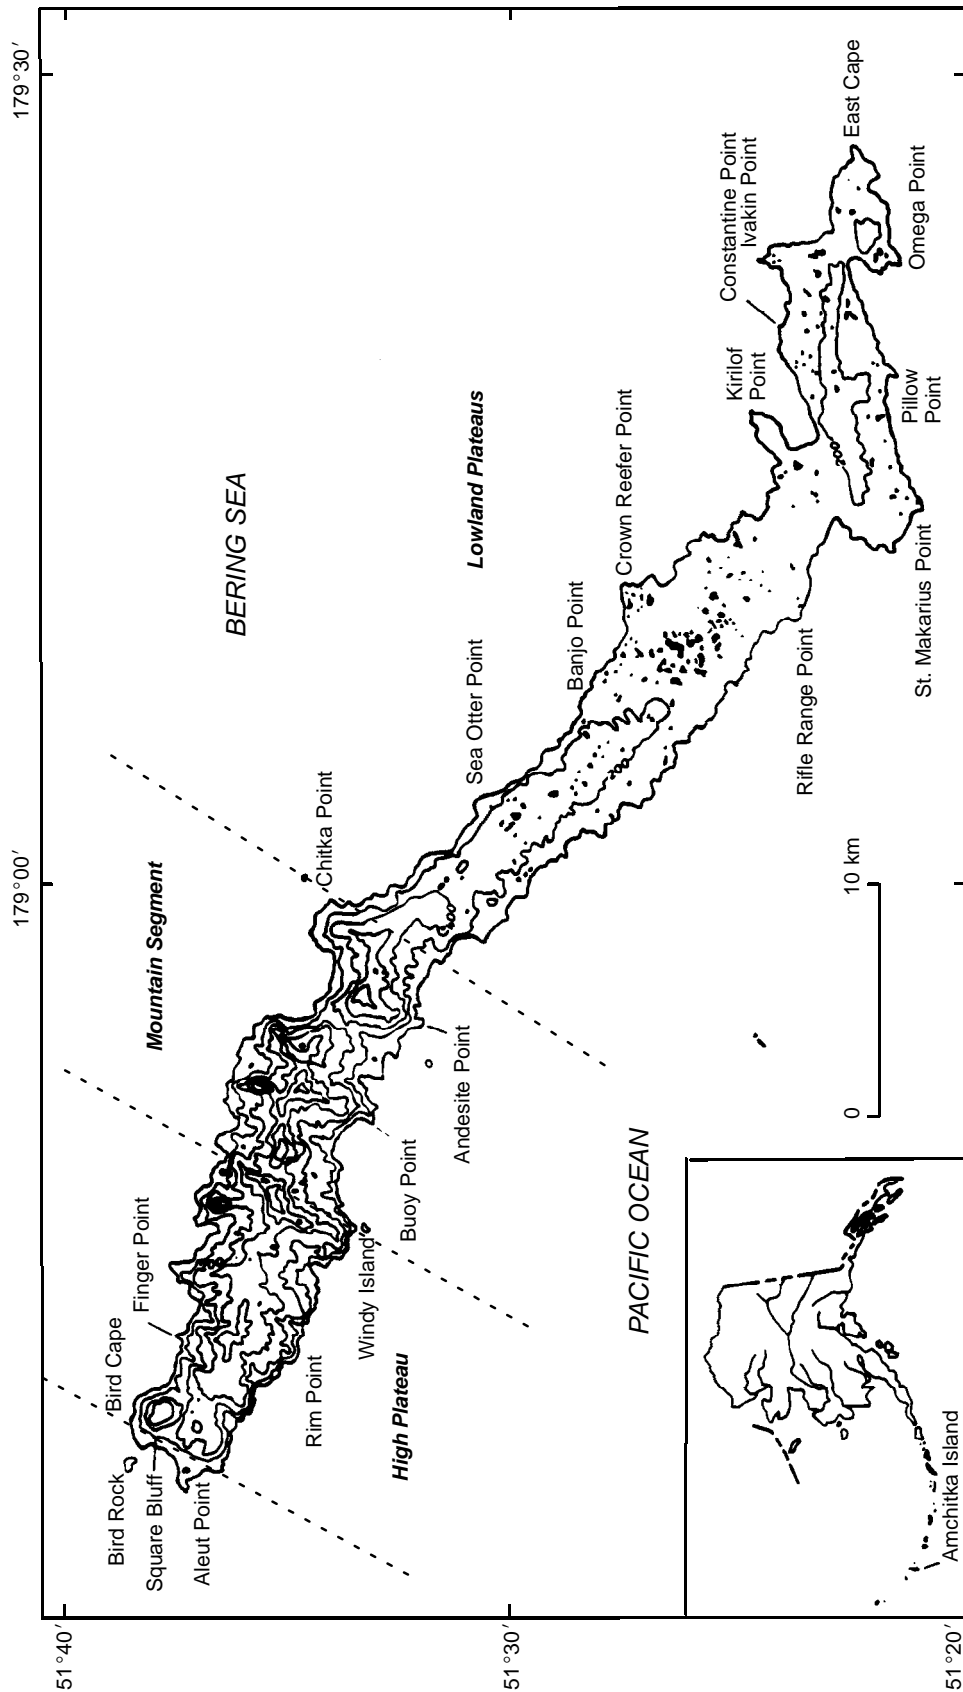 179°00′
179°30′
51°40′
51°30′
51°20′
BERING SEA
PACIFIC OCEAN
Mountain Segment
High Plateau
Lowland Plateaus
Bird Rock
Square Bluff
Aleut Point
Bird Cape
Finger Point
Rim Point
Windy Island
Buoy Point
Andesite Point
Chitka Point
Sea Otter Point
Banjo Point
Crown Reefer Point
Rifle Range Point
St. Makarius Point
Kirilof
Point
Constantine Point
Ivakin Point
Pillow
Point
Omega Point
East Cape
200
200
0
10 km
Amchitka Island